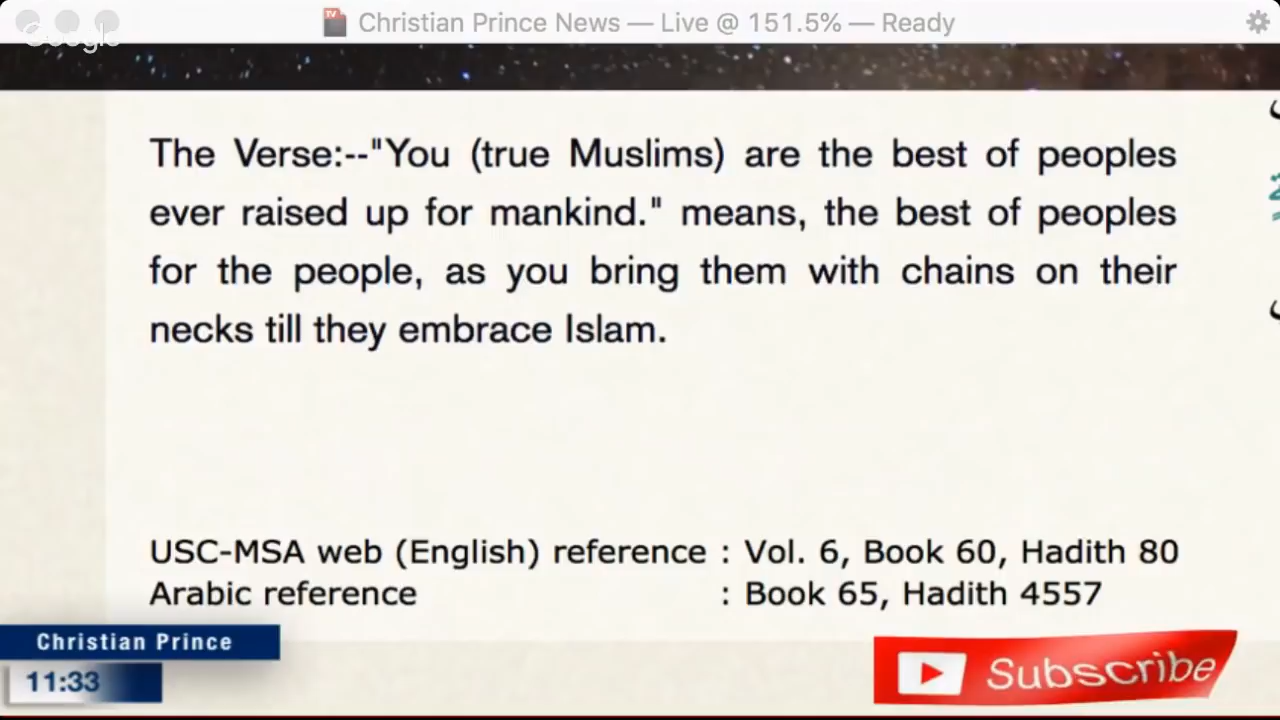 Christian Prince News — Live @ 151.5% — Ready
Google
The Verse:--"You (true Muslims) are the best of peoples
ever raised up for mankind." means, the best of peoples
for the people, as you bring them with chains on their
necks till they embrace Islam.
USC-MSA web (English) reference : Vol. 6, Book 60, Hadith 80
Arabic reference : Book 65, Hadith 4557
Christian Prince
11:33
Subscribe